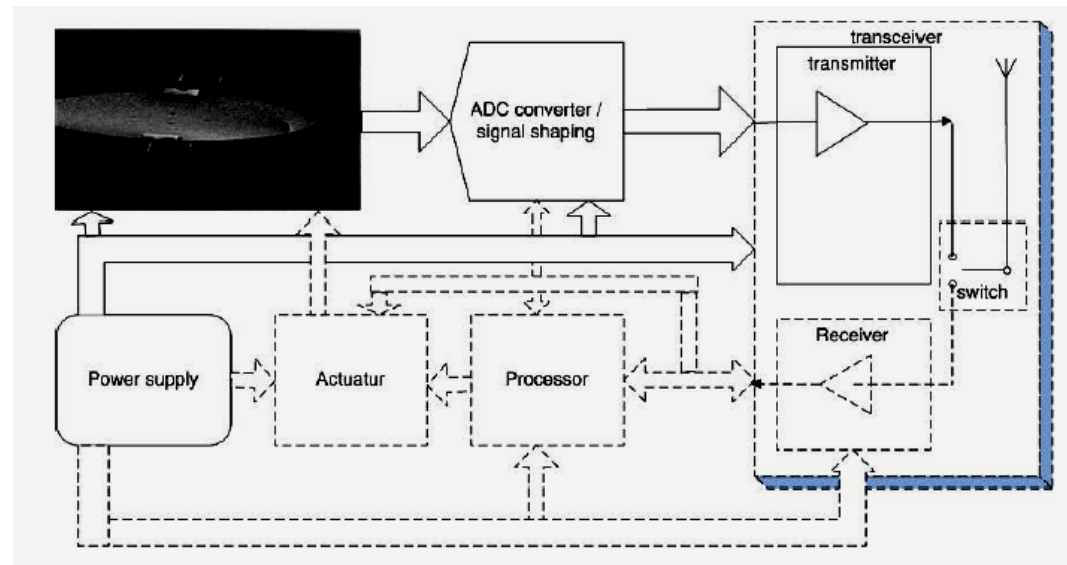 transceiver
transmitter
ADC converter /
signal shaping
switch
Receiver
Power supply
Actuatur
Processor